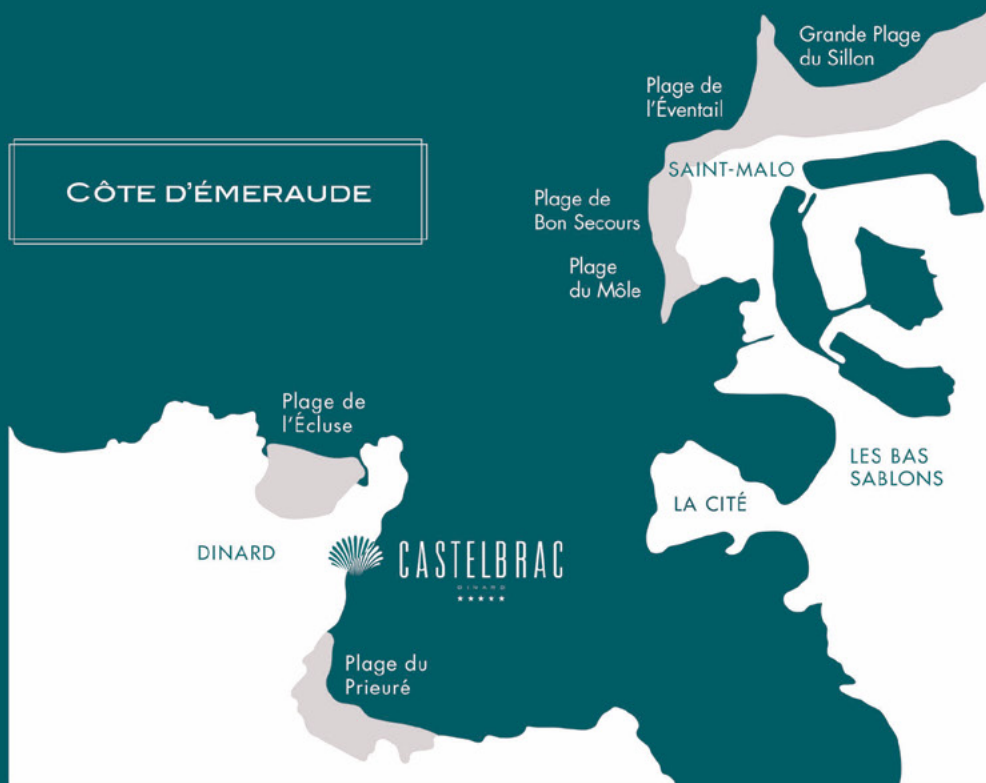 Grande Plage
du Sillon
Plage de
l'Éventail
CÔTE D'ÉMERAUDE
SAINT-MALO
Plage de
Bon Secours
Plage
du Môle
Plage de
l'Écluse
LES BAS
SABLONS
LA CITÉ
DINARD
CASTELBRAC
DINARD
★★★★★
Plage du
Prieuré